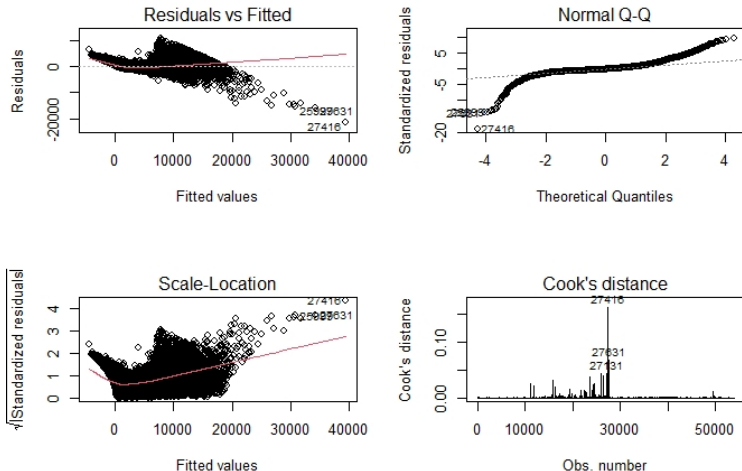 Residuals vs Fitted
Residuals
0
-20000
27416
0 10000 20000 30000 40000
Fitted values
Normal Q-Q
Standardized residuals
5
-5
-20
27416
-4 -2 0 2 4
Theoretical Quantiles
Scale-Location
√|Standardized residuals|
4
3
2
1
0
27416
0 10000 20000 30000 40000
Fitted values
Cook's distance
Cook's distance
0.10
0.00
27416
27631
27131
0 10000 30000 50000
Obs. number